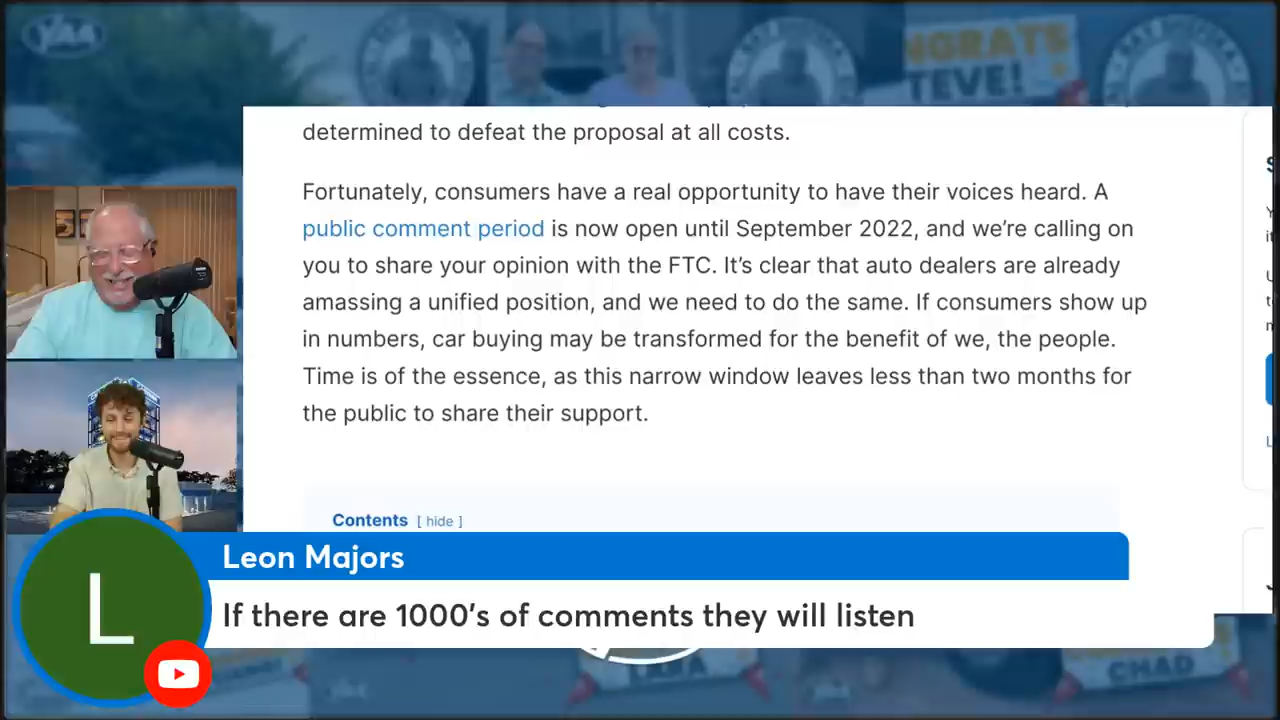 YAA
NGRATS
TEVE!
determined to defeat the proposal at all costs.
Fortunately, consumers have a real opportunity to have their voices heard. A
public comment period is now open until September 2022, and we're calling on
you to share your opinion with the FTC. It's clear that auto dealers are already
amassing a unified position, and we need to do the same. If consumers show up
in numbers, car buying may be transformed for the benefit of we, the people.
Time is of the essence, as this narrow window leaves less than two months for
the public to share their support.
Contents [ hide ]
L
Leon Majors
If there are 1000's of comments they will listen
CHAD